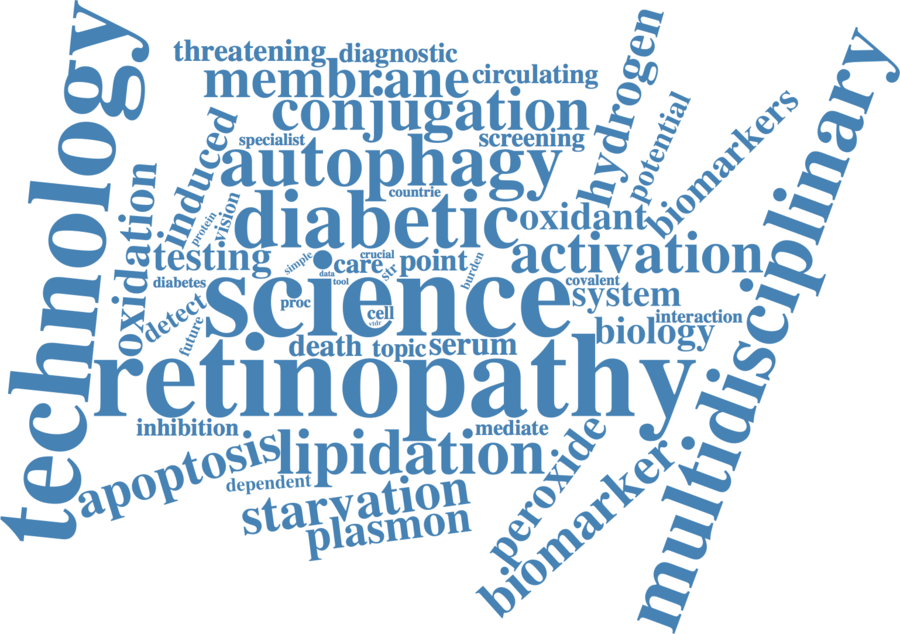 technology
threatening
diagnostic
membrane
circulating
conjugation
hydrogen
multidisciplinary
induced
specialist
screening
potential
biomarkers
autophagy
countrie
oxidation
protein
vision
diabetic
oxidant
testing
simple
crucial
care
str
point
burden
activation
data
tool
diabetes
science
covalent
system
proc
cell
vidr
detect
future
interaction
biology
death
topic
serum
retinopathy
inhibition
mediate
peroxide
apoptosis
lipidation
dependent
biomarker
starvation
plasmon